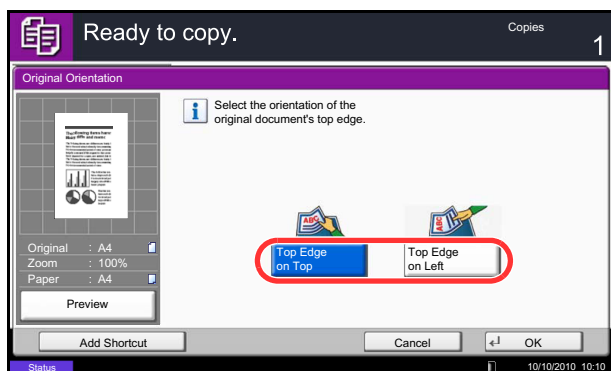 Ready to copy.
Copies
1
Original Orientation
Select the orientation of the
original document's top edge.
ABC
ABC
Original : A4
Zoom : 100%
Paper : A4
Top Edge
on Top
Top Edge
on Left
Preview
Add Shortcut
Cancel
OK
Status
10/10/2010 10:10